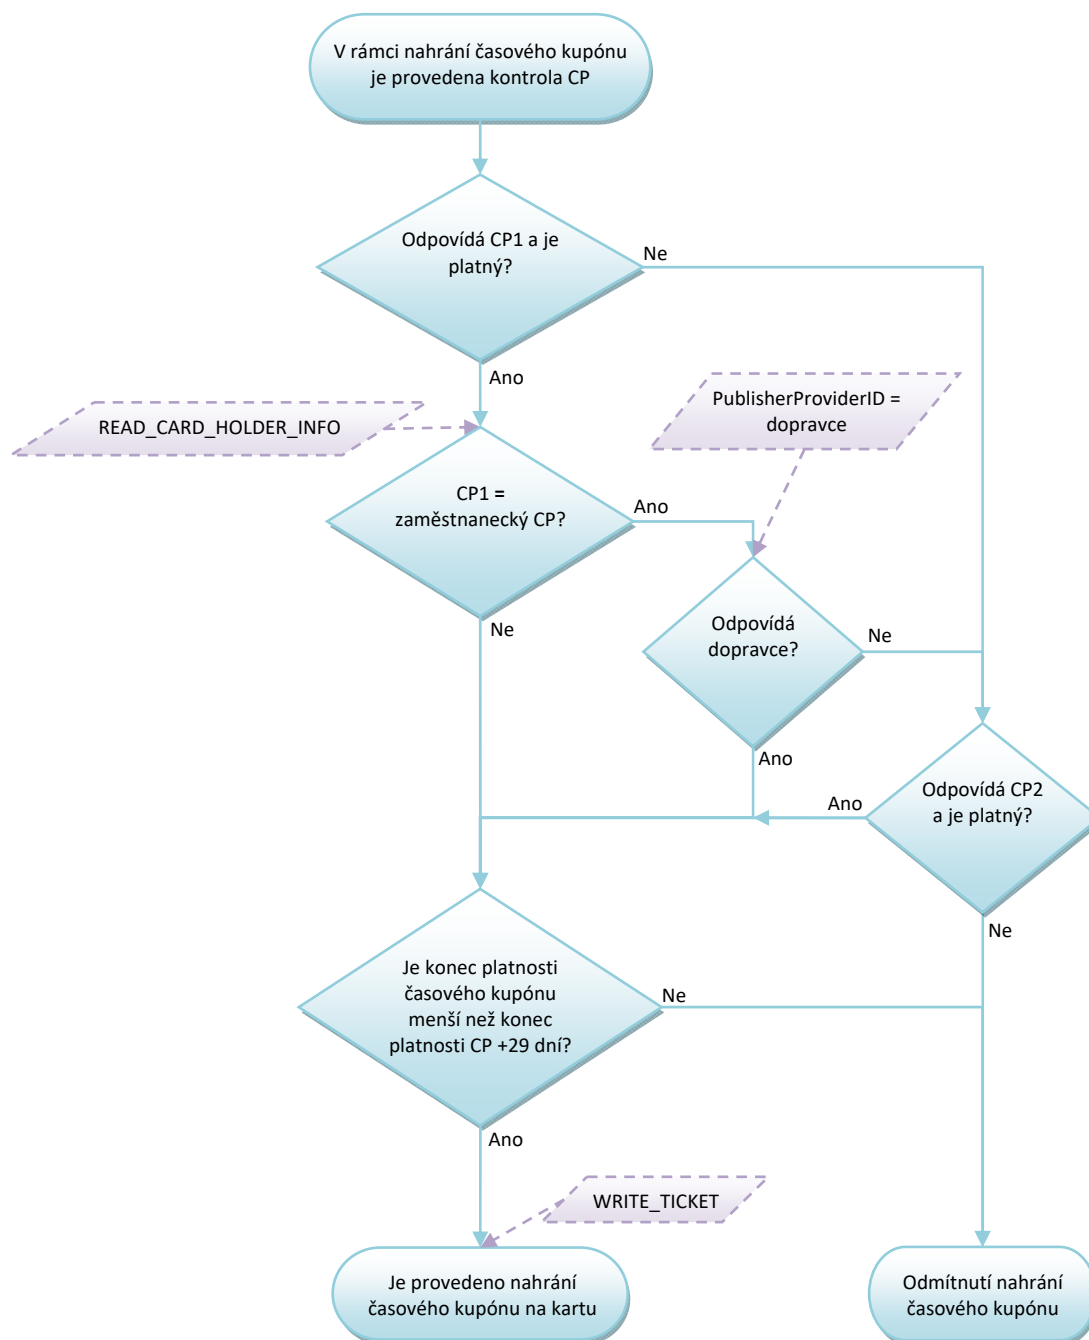 V rámci nahrání časového kupónu
je provedena kontrola CP
Odpovídá CP1 a je
platný?
Ne
Ano
READ_CARD_HOLDER_INFO
PublisherProviderID =
dopravce
CP1 =
zaměstnanecký CP?
Ano
Ne
Odpovídá
dopravce?
Ne
Ano
Odpovídá CP2
a je platný?
Ano
Ne
Je konec platnosti
časového kupónu
menší než konec
platnosti CP +29 dní?
Ne
Ano
WRITE_TICKET
Je provedeno nahrání
časového kupónu na kartu
Odmítnutí nahrání
časového kupónu